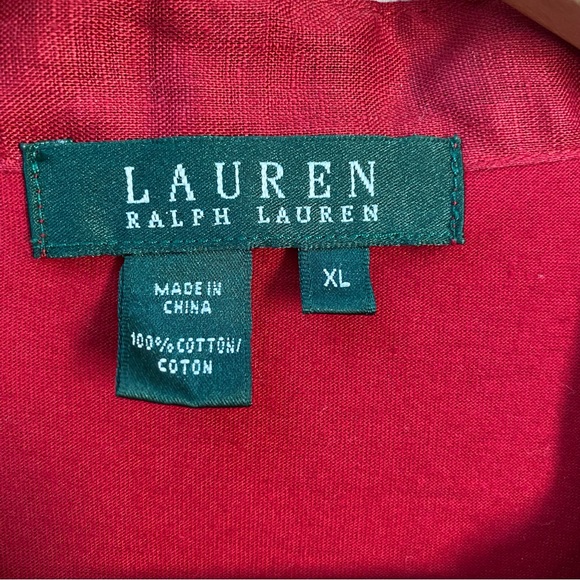 LAUREN
RALPH LAUREN
XL
MADE IN
CHINA
100% COTTON/
COTON